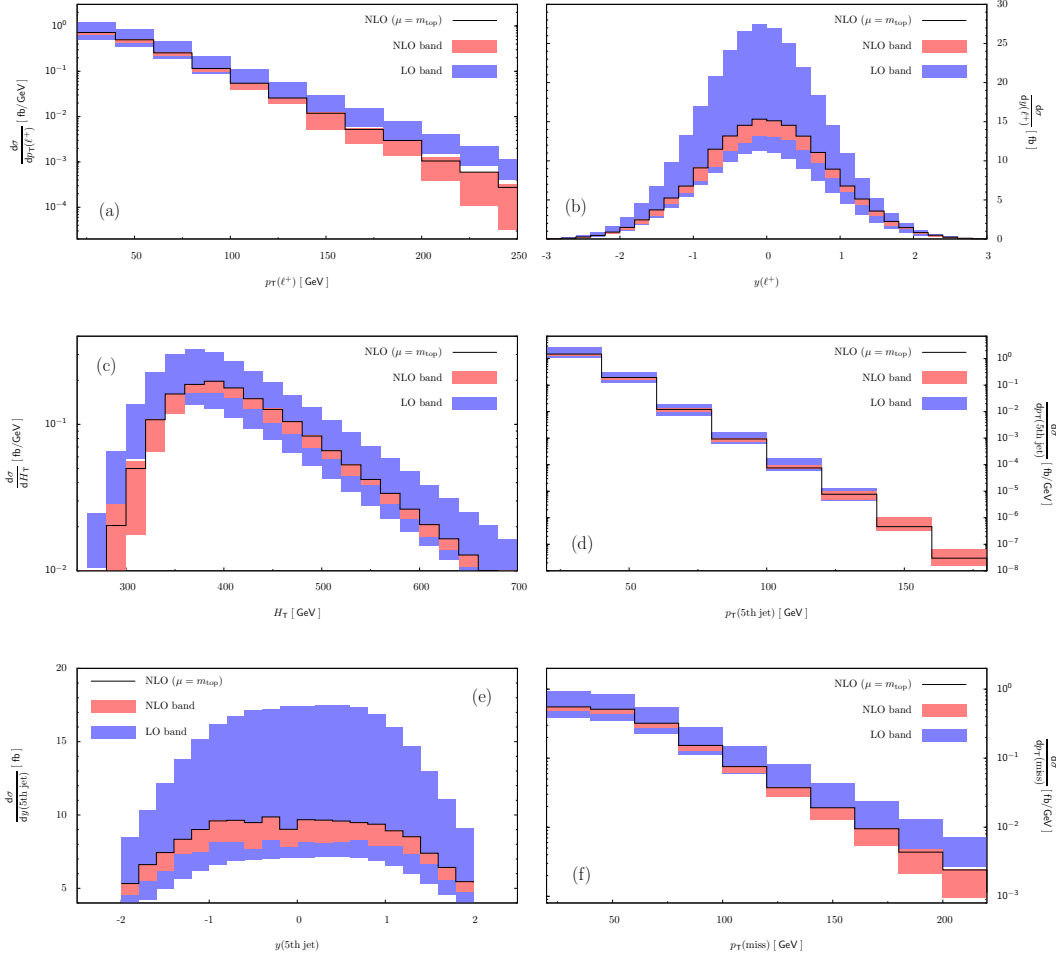 10^0
10^-1
10^-2
10^-3
10^-4
dσ/dp_T(ℓ^+) [ fb/GeV ]
NLO (μ = m_top)
NLO band
LO band
(a)
50 100 150 200 250
p_T(ℓ^+) [ GeV ]
30
25
20
15
10
5
0
dσ/dy(ℓ^+) [ fb ]
NLO (μ = m_top)
NLO band
LO band
(b)
-3 -2 -1 0 1 2 3
y(ℓ^+)
10^-1
10^-2
dσ/dH_T [ fb/GeV ]
(c)
NLO (μ = m_top)
NLO band
LO band
300 400 500 600 700
H_T [ GeV ]
10^0
10^-1
10^-2
10^-3
10^-4
10^-5
10^-6
10^-7
10^-8
dσ/dp_T(5th jet) [ fb/GeV ]
NLO (μ = m_top)
NLO band
LO band
(d)
50 100 150
p_T(5th jet) [ GeV ]
20
15
10
5
dσ/dy(5th jet) [ fb ]
NLO (μ = m_top)
NLO band
LO band
(e)
-2 -1 0 1 2
y(5th jet)
10^0
10^-1
10^-2
10^-3
dσ/dp_T(miss) [ fb/GeV ]
NLO (μ = m_top)
NLO band
LO band
(f)
50 100 150 200
p_T(miss) [ GeV ]